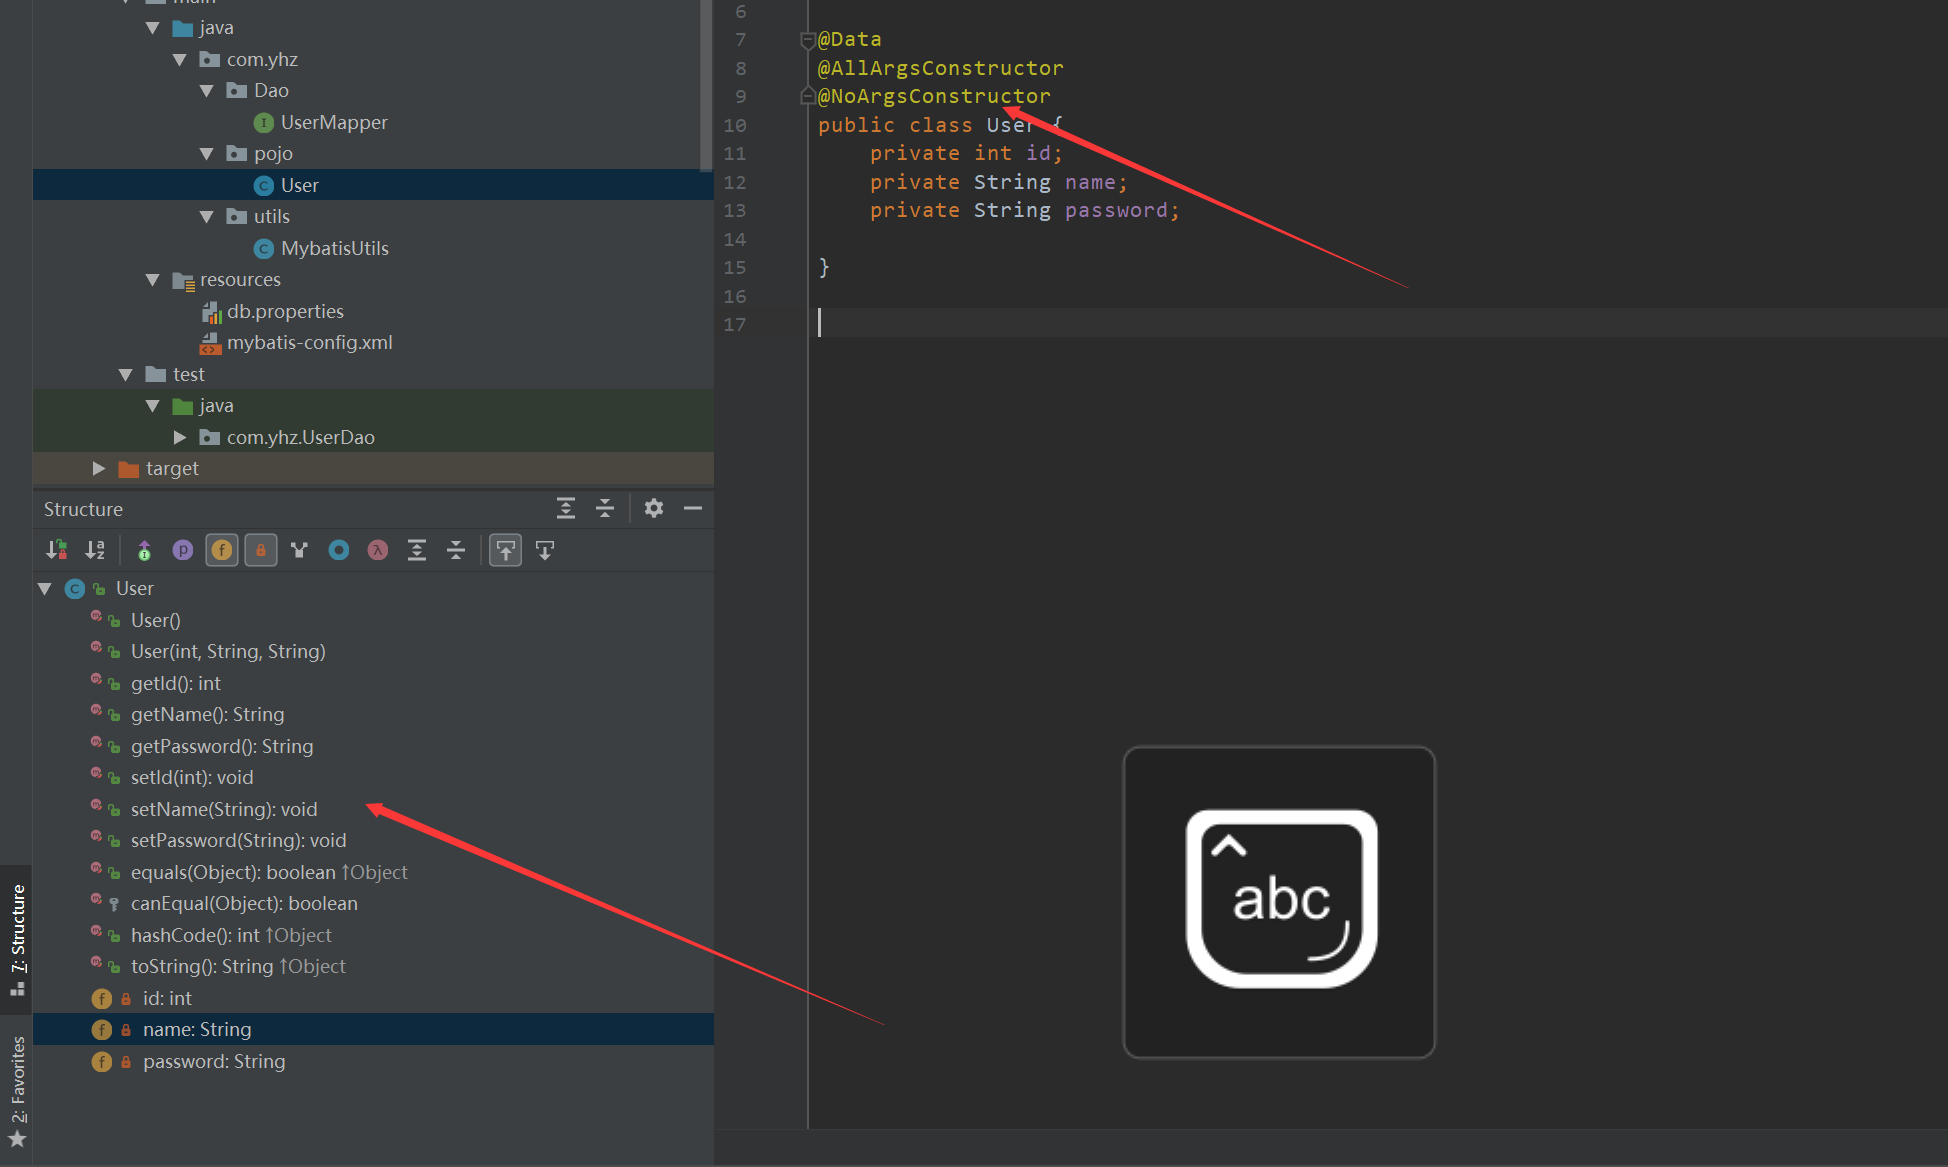 main
java
com.yhz
Dao
UserMapper
pojo
User
utils
MybatisUtils
resources
db.properties
mybatis-config.xml
test
java
com.yhz.UserDao
target
Structure
User
User()
User(int, String, String)
getId(): int
getName(): String
getPassword(): String
setId(int): void
setName(String): void
setPassword(String): void
equals(Object): boolean ↑Object
canEqual(Object): boolean
hashCode(): int ↑Object
toString(): String ↑Object
id: int
name: String
password: String
7: Structure
2: Favorites
6
7 @Data
8 @AllArgsConstructor
9 @NoArgsConstructor
10 public class User {
11 private int id;
12 private String name;
13 private String password;
14
15 }
16
17
abc